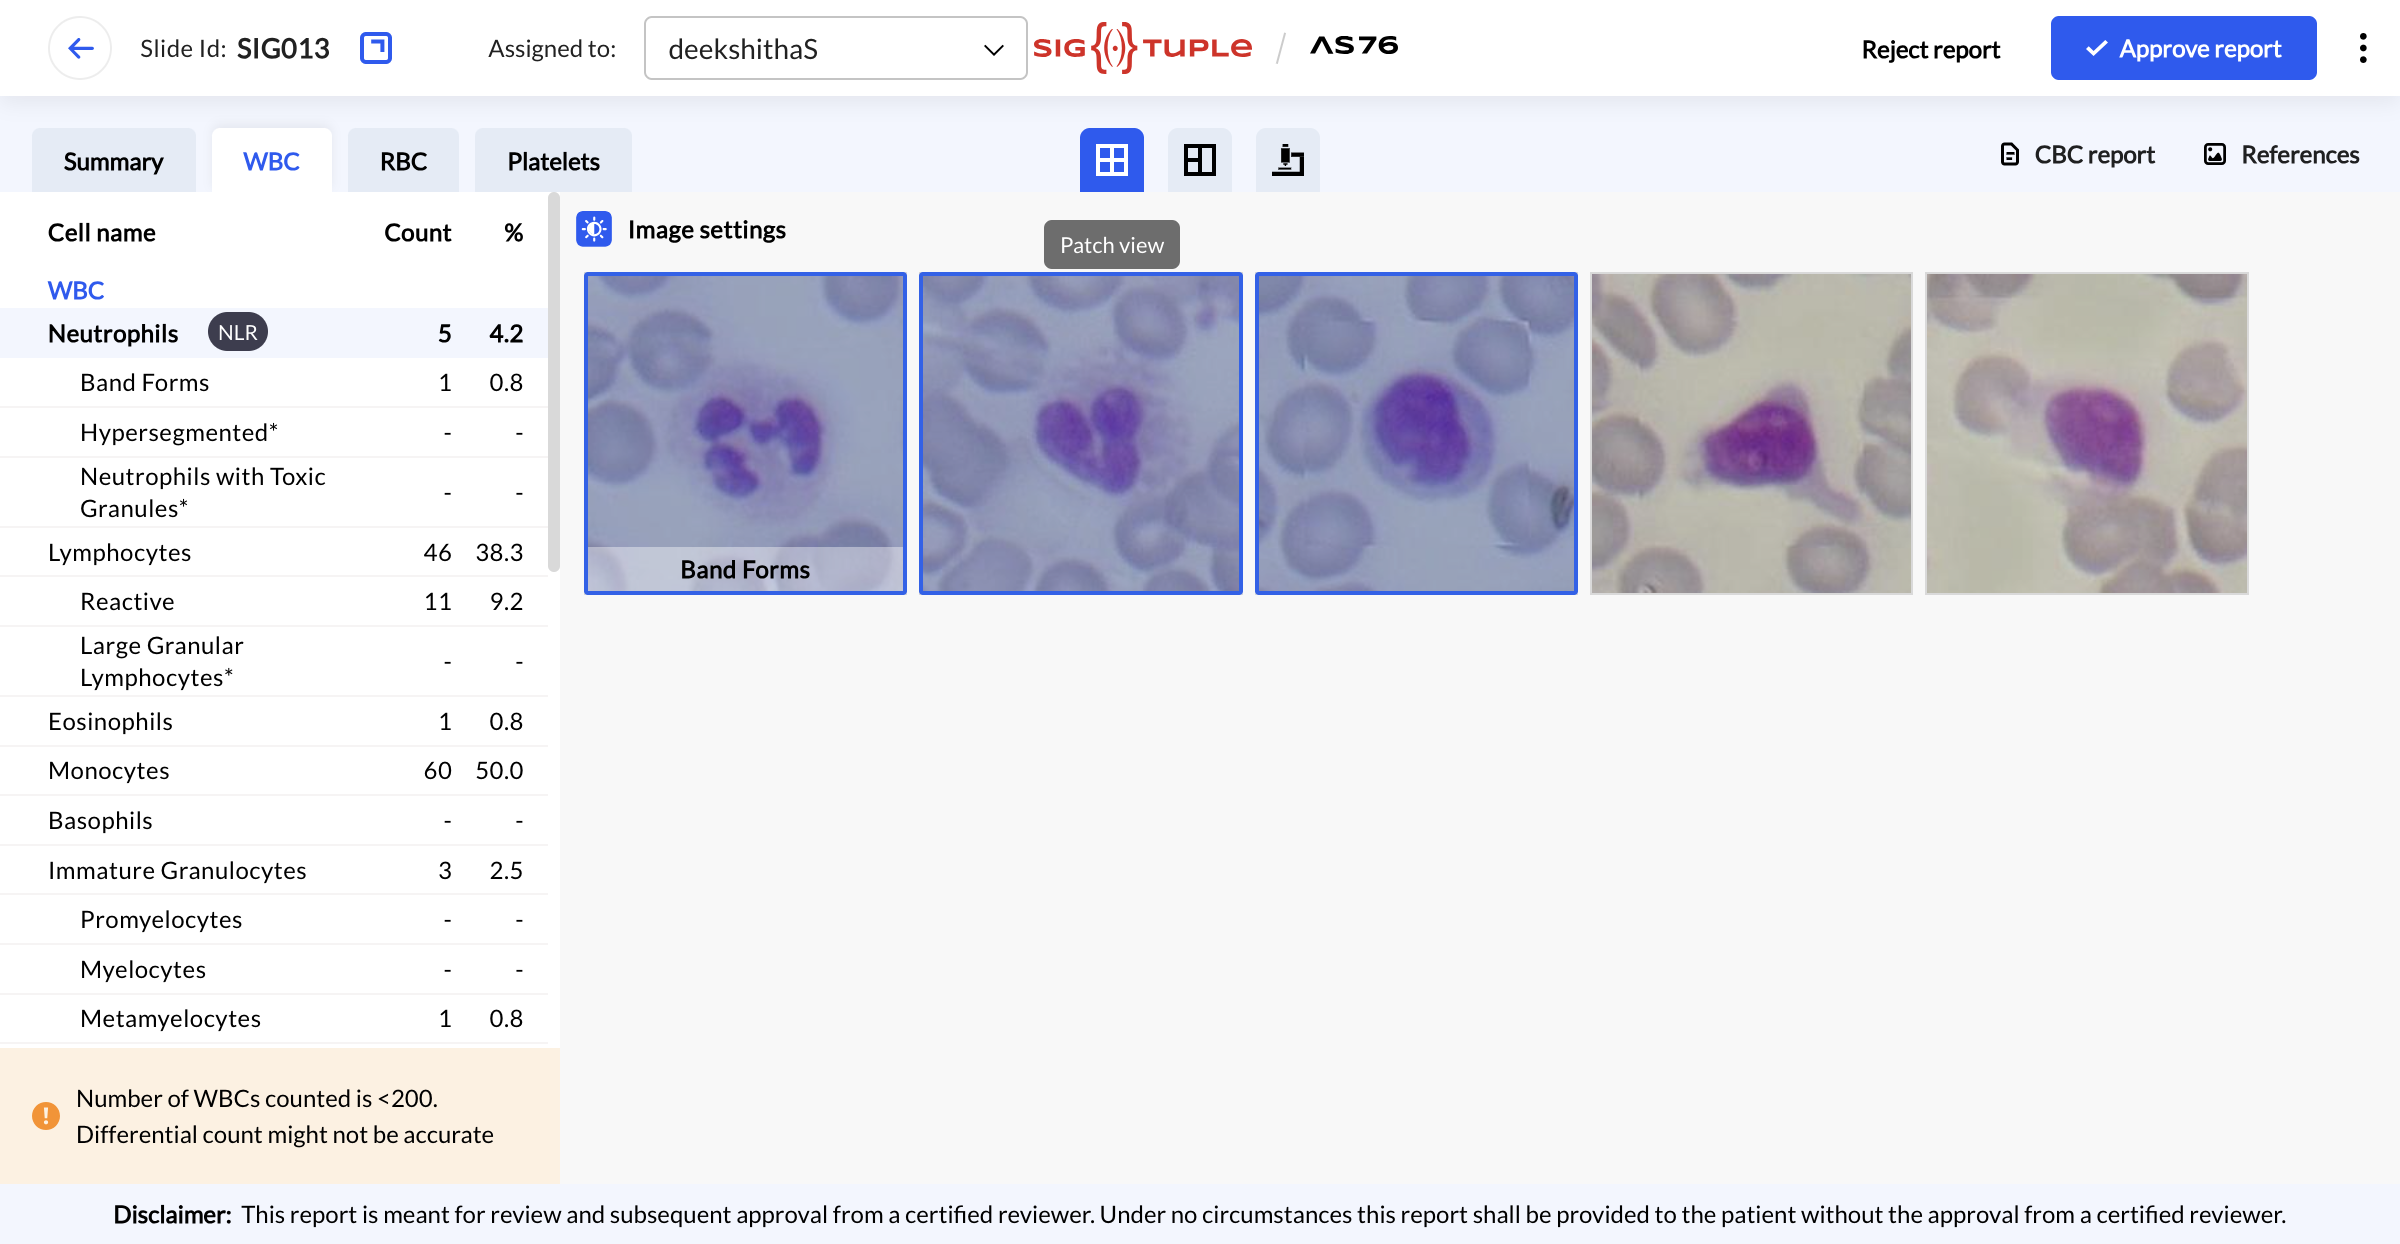 Slide Id: SIG013
Assigned to:
deekshithaS
SIG TUPLE / AS76
Reject report
Approve report
Summary
WBC
RBC
Platelets
CBC report
References
Cell name Count %
WBC
Neutrophils NLR 5 4.2
Band Forms 1 0.8
Hypersegmented* - -
Neutrophils with Toxic
Granules* - -
Lymphocytes 46 38.3
Reactive 11 9.2
Large Granular
Lymphocytes* - -
Eosinophils 1 0.8
Monocytes 60 50.0
Basophils - -
Immature Granulocytes 3 2.5
Promyelocytes - -
Myelocytes - -
Metamyelocytes 1 0.8
Number of WBCs counted is <200.
Differential count might not be accurate
Image settings
Patch view
Band Forms
Disclaimer: This report is meant for review and subsequent approval from a certified reviewer. Under no circumstances this report shall be provided to the patient without the approval from a certified reviewer.